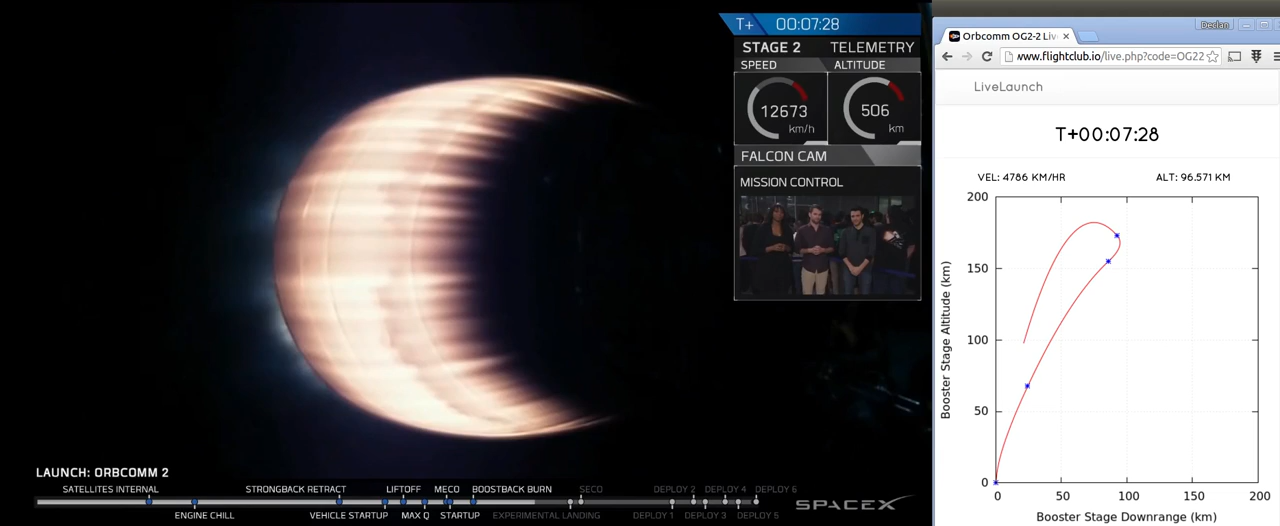 T+ 00:07:28
STAGE 2 TELEMETRY
SPEED ALTITUDE
12673 506
km/h km
FALCON CAM
MISSION CONTROL
LAUNCH: ORBCOMM 2
SATELLITES INTERNAL STRONGBACK RETRACT LIFTOFF MECO BOOSTBACK BURN SECO DEPLOY 2 DEPLOY 4 DEPLOY 6
ENGINE CHILL VEHICLE STARTUP MAX Q STARTUP EXPERIMENTAL LANDING DEPLOY 1 DEPLOY 3 DEPLOY 5
SPACEX
Declan
Orbcomm OG2-2 Liv
www.flightclub.io/live.php?code=OG22
LiveLaunch
T+00:07:28
VEL: 4786 KM/HR ALT: 96.571 KM
200
150
100
50
0
Booster Stage Altitude (km)
0 50 100 150 200
Booster Stage Downrange (km)